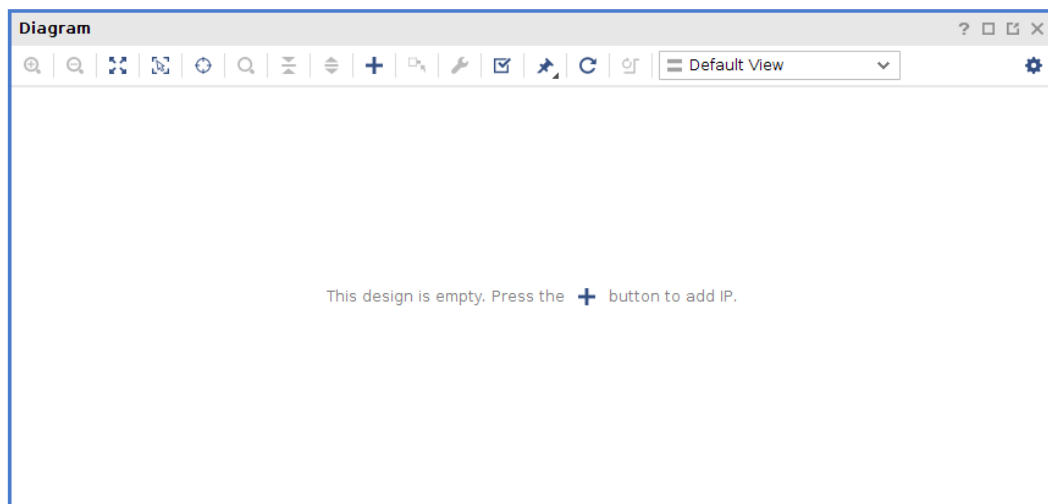 Diagram
Default View
This design is empty. Press the + button to add IP.